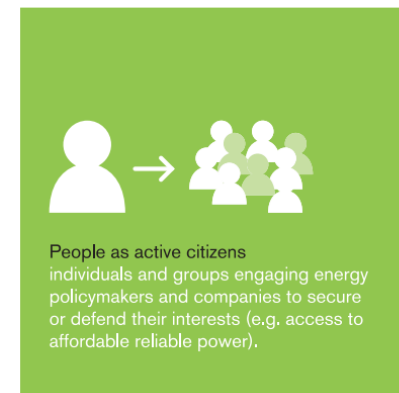 People as active citizens
individuals and groups engaging energy
policymakers and companies to secure
or defend their interests (e.g. access to
affordable reliable power).